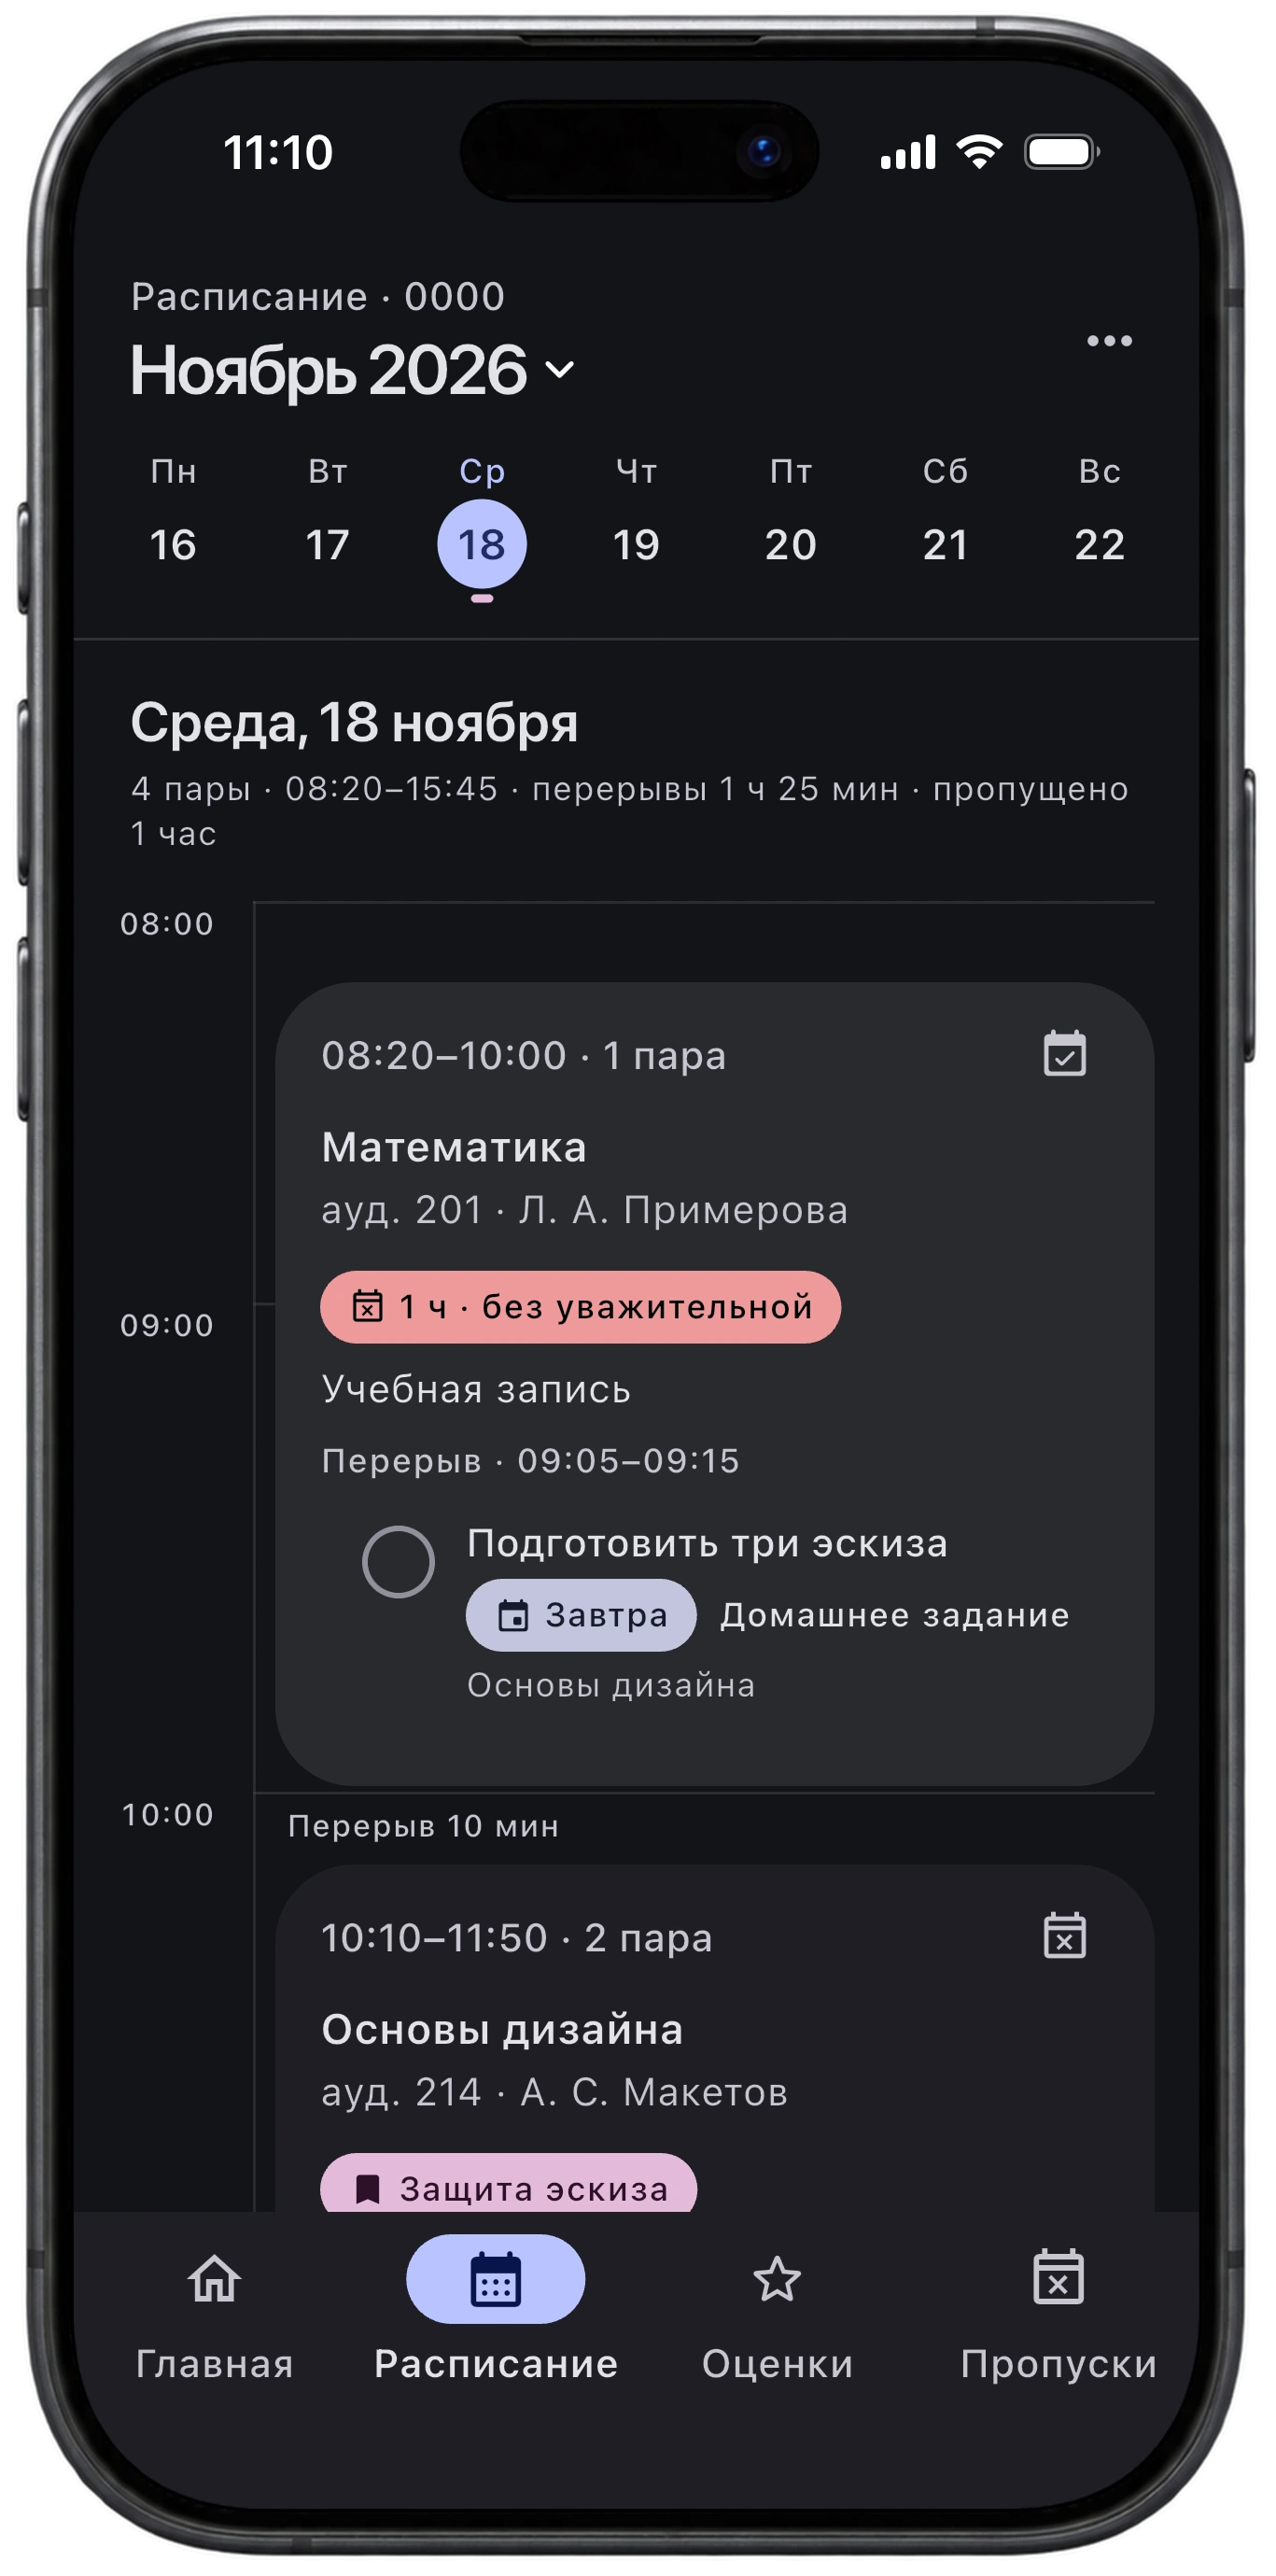 11:10
Расписание · 0000
Ноябрь 2026
Пн Вт Ср Чт Пт Сб Вс
16 17 18 19 20 21 22
Среда, 18 ноября
4 пары · 08:20–15:45 · перерывы 1 ч 25 мин · пропущено
1 час
08:00
08:20–10:00 · 1 пара
Математика
ауд. 201 · Л. А. Примерова
1 ч · без уважительной
09:00
Учебная запись
Перерыв · 09:05–09:15
Подготовить три эскиза
Завтра Домашнее задание
Основы дизайна
10:00
Перерыв 10 мин
10:10–11:50 · 2 пара
Основы дизайна
ауд. 214 · А. С. Макетов
Защита эскиза
Главная Расписание Оценки Пропуски